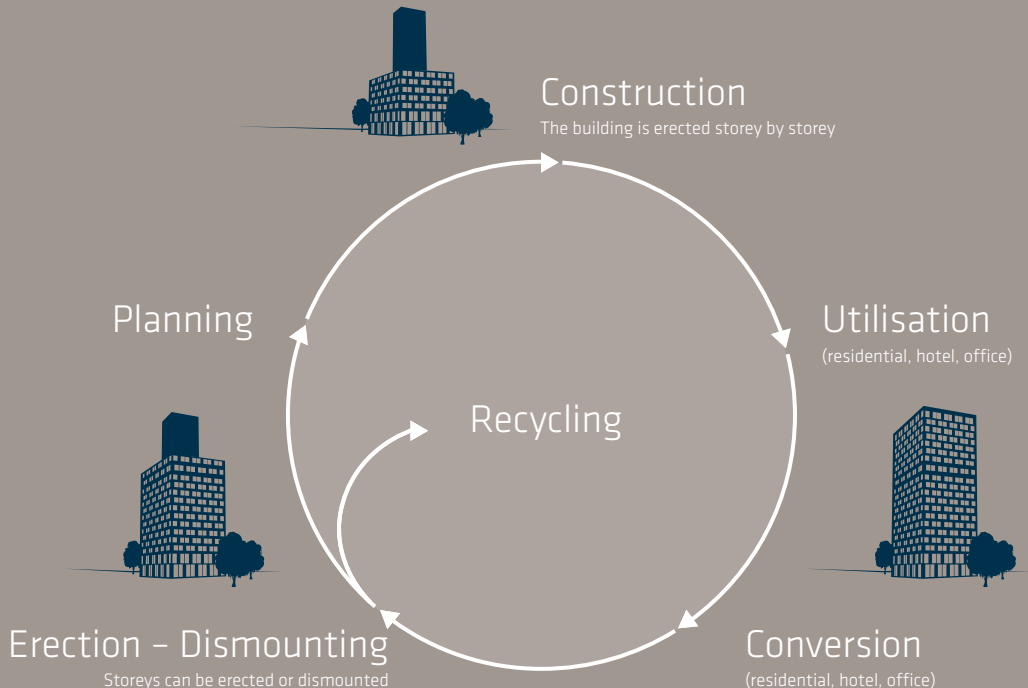 Construction
The building is erected storey by storey
Planning
Utilisation
(residential, hotel, office)
Recycling
Erection – Dismounting
Storeys can be erected or dismounted
Conversion
(residential, hotel, office)